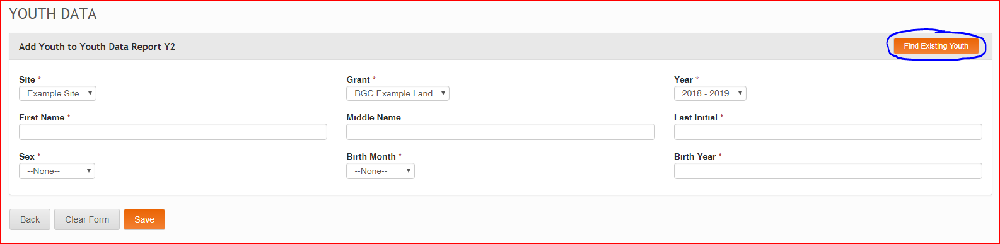 YOUTH DATA
Add Youth to Youth Data Report Y2
Find Existing Youth
Site * Grant * Year *
Example Site BGC Example Land 2018 - 2019
First Name * Middle Name Last Initial *
Sex * Birth Month * Birth Year *
--None-- --None--
Back Clear Form Save